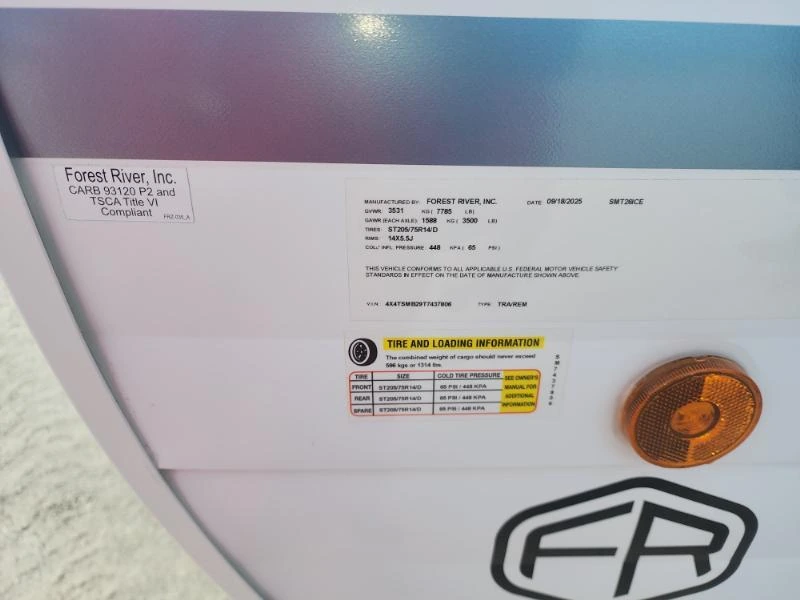 Forest River, Inc.
CARB 93120 P2 and
TSCA Title VI
Compliant
FRZ-DVI_A
MANUFACTURED BY: FOREST RIVER, INC. DATE 09/18/2025 SMT26ICE
GVWR: 3531 KG ( 7785 LB)
GAWR (EACH AXLE): 1588 KG ( 3500 LB)
TIRES: ST205/75R14/D
RIMS: 14X5.5J
COLD INFL. PRESSURE: 448 KPA ( 65 PSI )
THIS VEHICLE CONFORMS TO ALL APPLICABLE U.S. FEDERAL MOTOR VEHICLE SAFETY
STANDARDS IN EFFECT ON THE DATE OF MANUFACTURE SHOWN ABOVE.
V.I.N.: 4X4TSMB29T7437806 TYPE: TRA/REM
TIRE AND LOADING INFORMATION
The combined weight of cargo should never exceed
596 kgs or 1314 lbs.
TIRE SIZE COLD TIRE PRESSURE SEE OWNER'S
FRONT ST205/75R14/D 65 PSI / 448 KPA MANUAL FOR
REAR ST205/75R14/D 65 PSI / 448 KPA ADDITIONAL
SPARE ST205/75R14/D 65 PSI / 448 KPA INFORMATION
FR